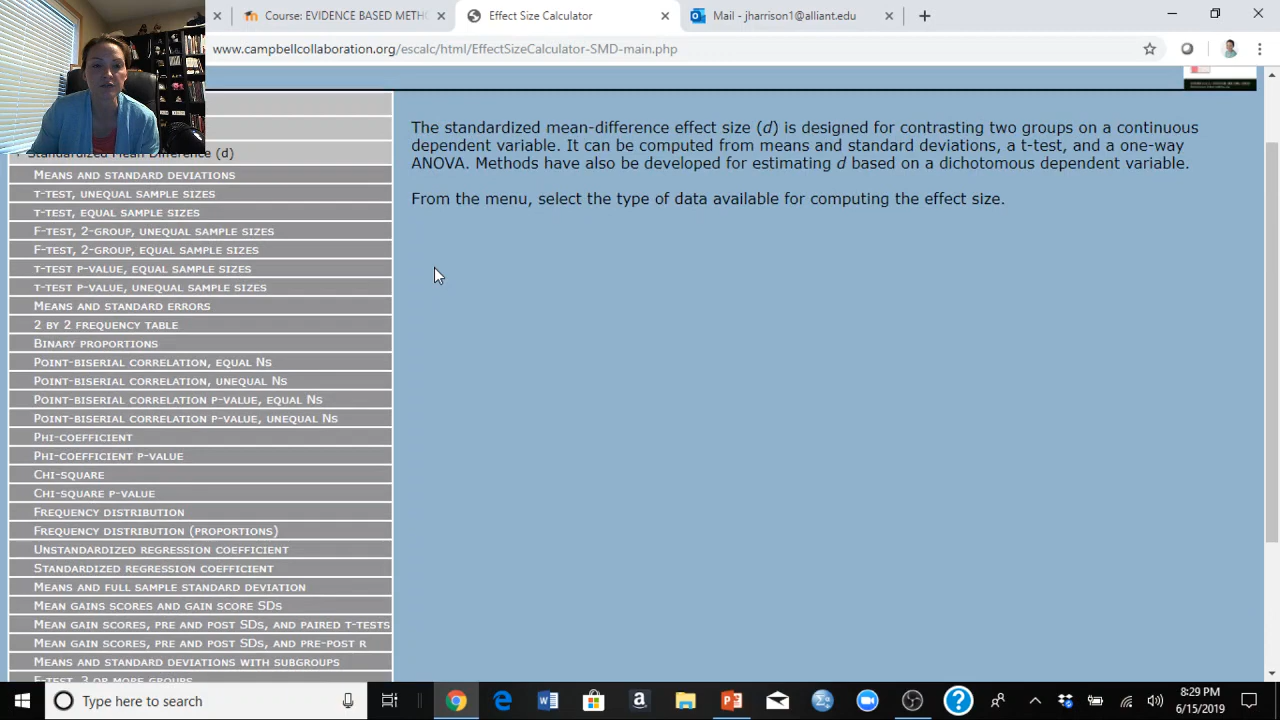 Course: EVIDENCE BASED METH
Effect Size Calculator
Mail - jharrison1@alliant.edu
www.campbellcollaboration.org/escalc/html/EffectSizeCalculator-SMD-main.php
Standardized Mean Difference (d)
MEANS AND STANDARD DEVIATIONS
T-TEST, UNEQUAL SAMPLE SIZES
T-TEST, EQUAL SAMPLE SIZES
F-TEST, 2-GROUP, UNEQUAL SAMPLE SIZES
F-TEST, 2-GROUP, EQUAL SAMPLE SIZES
T-TEST P-VALUE, EQUAL SAMPLE SIZES
T-TEST P-VALUE, UNEQUAL SAMPLE SIZES
MEANS AND STANDARD ERRORS
2 BY 2 FREQUENCY TABLE
BINARY PROPORTIONS
POINT-BISERIAL CORRELATION, EQUAL NS
POINT-BISERIAL CORRELATION, UNEQUAL NS
POINT-BISERIAL CORRELATION P-VALUE, EQUAL NS
POINT-BISERIAL CORRELATION P-VALUE, UNEQUAL NS
PHI-COEFFICIENT
PHI-COEFFICIENT P-VALUE
CHI-SQUARE
CHI-SQUARE P-VALUE
FREQUENCY DISTRIBUTION
FREQUENCY DISTRIBUTION (PROPORTIONS)
UNSTANDARDIZED REGRESSION COEFFICIENT
STANDARDIZED REGRESSION COEFFICIENT
MEANS AND FULL SAMPLE STANDARD DEVIATION
MEAN GAINS SCORES AND GAIN SCORE SDS
MEAN GAIN SCORES, PRE AND POST SDS, AND PAIRED T-TESTS
MEAN GAIN SCORES, PRE AND POST SDS, AND PRE-POST R
MEANS AND STANDARD DEVIATIONS WITH SUBGROUPS
F-TEST, 3 OR MORE GROUPS
The standardized mean-difference effect size (d) is designed for contrasting two groups on a continuous
dependent variable. It can be computed from means and standard deviations, a t-test, and a one-way
ANOVA. Methods have also been developed for estimating d based on a dichotomous dependent variable.
From the menu, select the type of data available for computing the effect size.
Type here to search
8:29 PM
6/15/2019